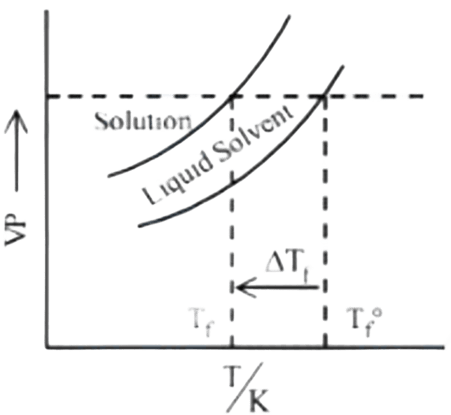 Solution
Liquid Solvent
VP
ΔTf
Tf
Tf°
T/K